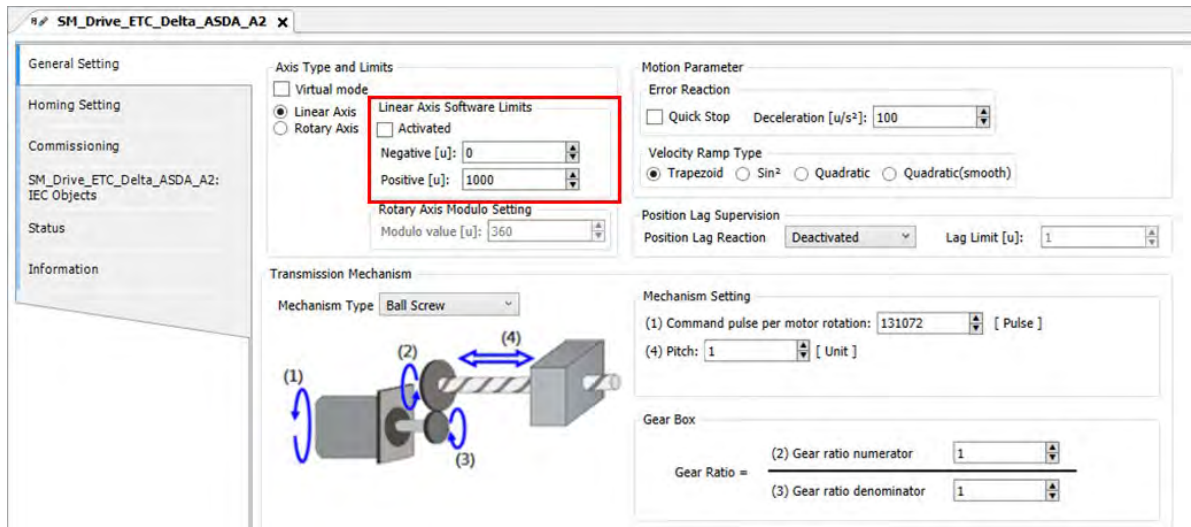 SM_Drive_ETC_Delta_ASDA_A2 X
General Setting
Homing Setting
Commissioning
SM_Drive_ETC_Delta_ASDA_A2:
IEC Objects
Status
Information
Axis Type and Limits
Virtual mode
Linear Axis
Rotary Axis
Linear Axis Software Limits
Activated
Negative [u]: 0
Positive [u]: 1000
Rotary Axis Modulo Setting
Modulo value [u]: 360
Motion Parameter
Error Reaction
Quick Stop Deceleration [u/s²]: 100
Velocity Ramp Type
Trapezoid Sin² Quadratic Quadratic(smooth)
Position Lag Supervision
Position Lag Reaction Deactivated Lag Limit [u]: 1
Transmission Mechanism
Mechanism Type Ball Screw
(1)
(2)
(3)
(4)
Mechanism Setting
(1) Command pulse per motor rotation: 131072 [ Pulse ]
(4) Pitch: 1 [ Unit ]
Gear Box
Gear Ratio =
(2) Gear ratio numerator 1
(3) Gear ratio denominator 1